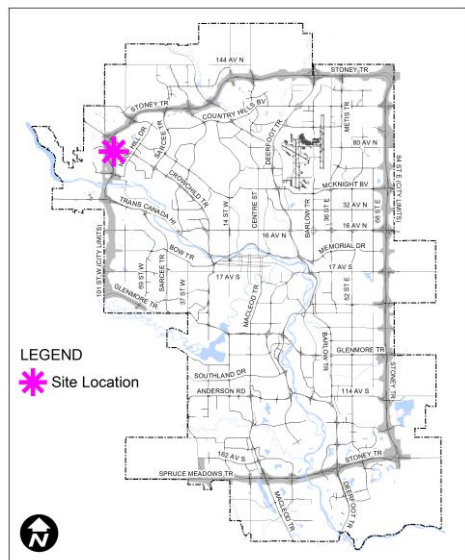 144 AV N
STONEY TR
STONEY TR
COUNTRY HILLS BV
METIS TR
HILL DR
SARCEE TR
DEERFOOT TR
80 AV N
CROWCHILD TR
84 ST E (CITY LIMITS)
MCKNIGHT BV
TRANS CANADA HI
14 ST W
CENTRE ST
BARLOW TR
36 ST E
32 AV N
68 ST E
16 AV N
16 AV N
MEMORIAL DR
BOW TR
17 AV S
17 AV S
101 ST W (CITY LIMITS)
69 ST W
SARCEE TR
37 ST W
MACLEOD TR
52 ST E
GLENMORE TR
BARLOW TR
GLENMORE TR
LEGEND
Site Location
SOUTHLAND DR
ANDERSON RD
114 AV S
STONEY TR
162 AV S
STONEY TR
SPRUCE MEADOWS TR
MACLEOD TR
DEERFOOT TR
N